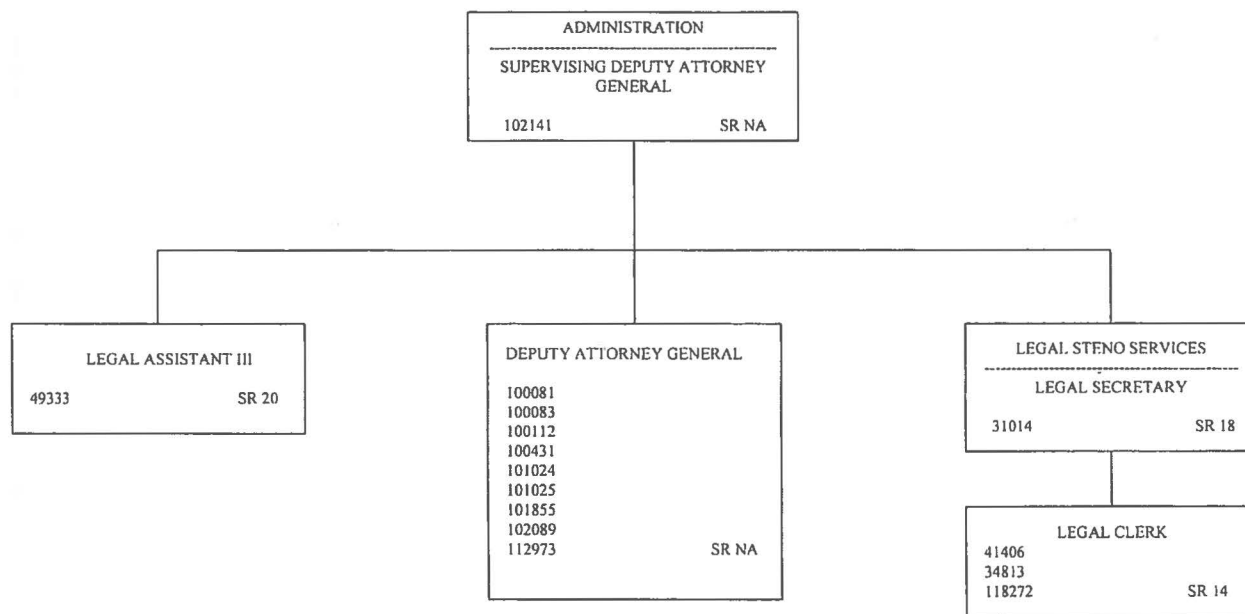 ADMINISTRATION
SUPERVISING DEPUTY ATTORNEY
GENERAL
102141 SR NA
LEGAL ASSISTANT III
49333 SR 20
DEPUTY ATTORNEY GENERAL
100081
100083
100112
100431
101024
101025
101855
102089
112973 SR NA
LEGAL STENO SERVICES
LEGAL SECRETARY
31014 SR 18
LEGAL CLERK
41406
34813
118272 SR 14